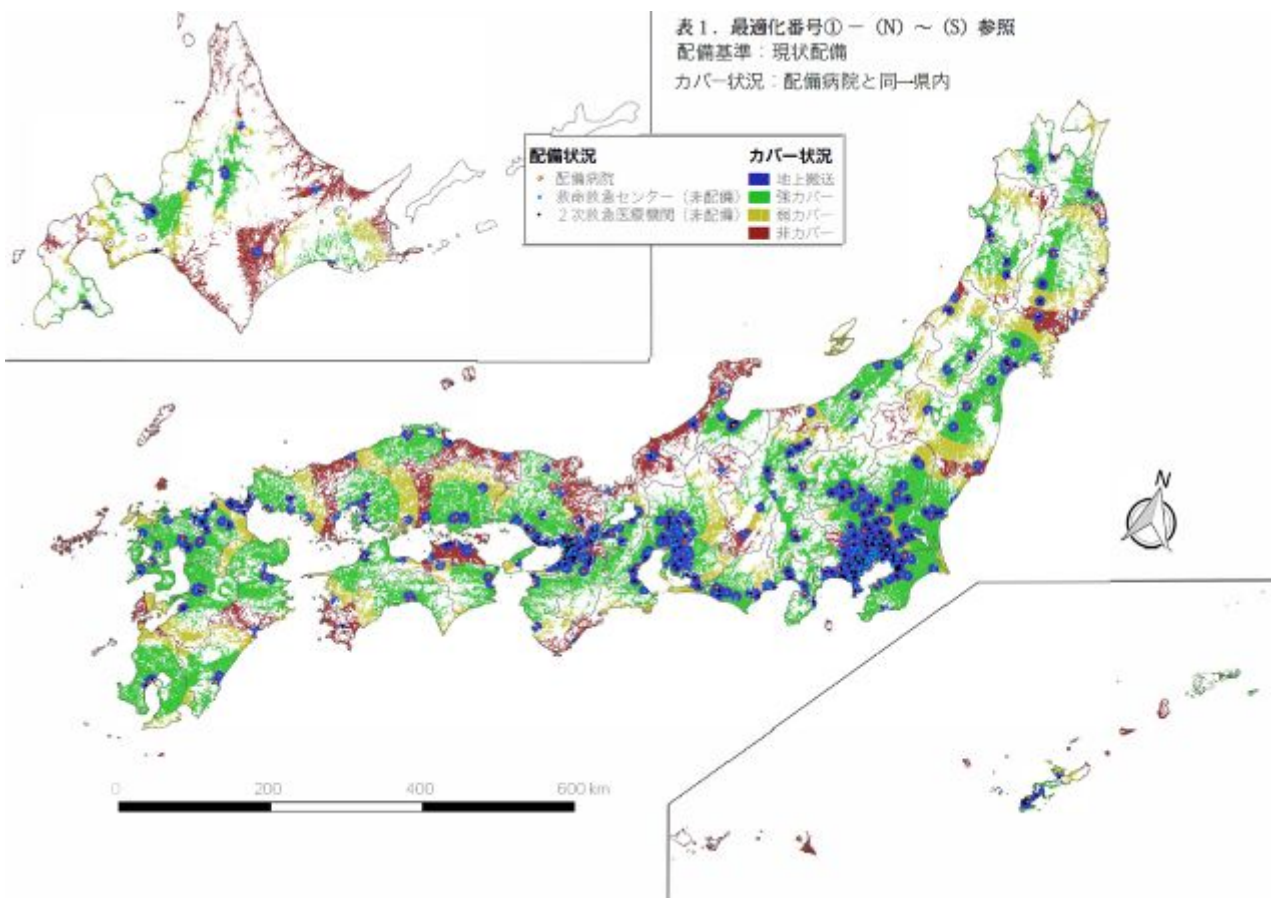 表1．最適化番号①－（N）～（S）参照
配備基準：現状配備
カバー状況：配備病院と同一県内
配備状況
配備病院
救命救急センター（未配備）
2次救急医療機関（未配備）
カバー状況
地上搬送
強カバー
弱カバー
非カバー
N
0 200 400 600 km